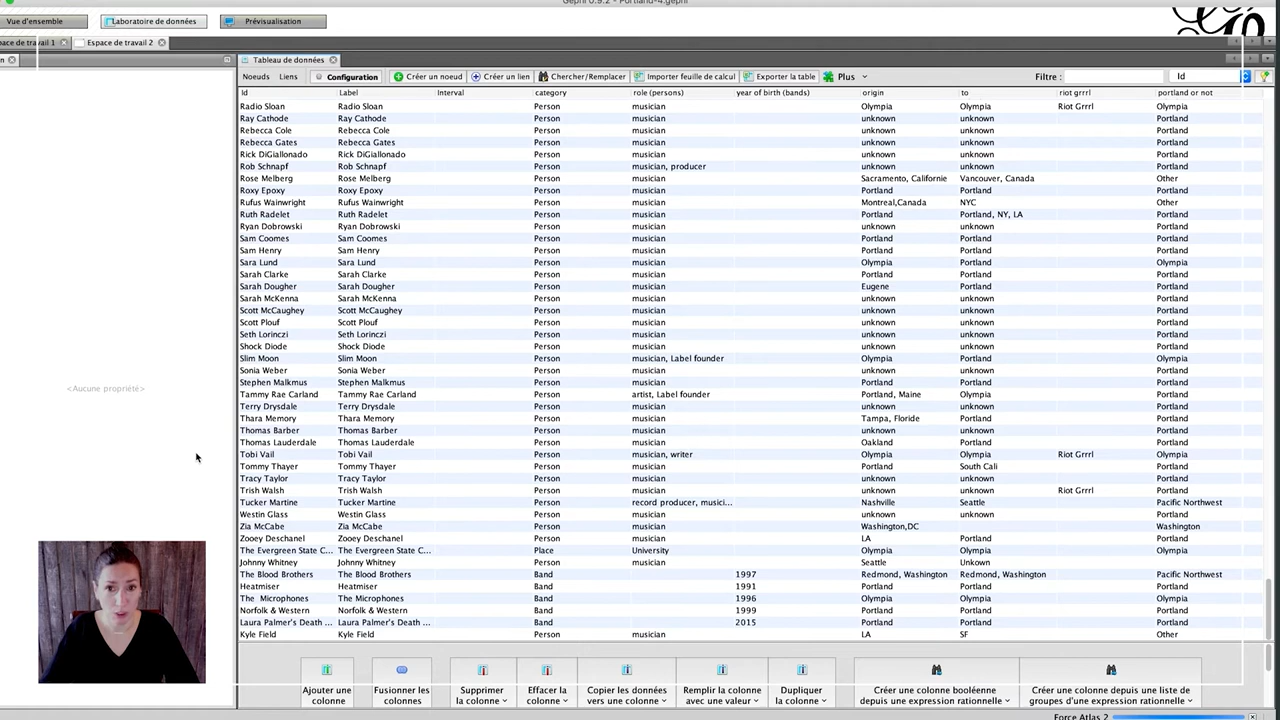 Gephi 0.9.2 - Portland-4.gephi
Vue d'ensemble Laboratoire de données Prévisualisation
pace de travail 1 Espace de travail 2
Tableau de données
Noeuds Liens Configuration Créer un noeud Créer un lien Chercher/Remplacer Importer feuille de calcul Exporter la table Plus Filtre : Id
Id Label Interval category role (persons) year of birth (bands) origin to riot grrrl portland or not
Radio Sloan Radio Sloan Person musician Olympia Olympia Riot Grrrl Olympia
Ray Cathode Ray Cathode Person musician unknown unknown Portland
Rebecca Cole Rebecca Cole Person musician unknown unknown Portland
Rebecca Gates Rebecca Gates Person musician unknown unknown Portland
Rick DiGiallonado Rick DiGiallonado Person musician unknown unknown Portland
Rob Schnapf Rob Schnapf Person musician, producer unknown unknown Portland
Rose Melberg Rose Melberg Person musician Sacramento, Californie Vancouver, Canada Other
Roxy Epoxy Roxy Epoxy Person musician Portland Portland Portland
Rufus Wainwright Rufus Wainwright Person musician Montreal,Canada NYC Other
Ruth Radelet Ruth Radelet Person musician Portland Portland, NY, LA Portland
Ryan Dobrowski Ryan Dobrowski Person musician unknown unknown Portland
Sam Coomes Sam Coomes Person musician Portland Portland Portland
Sam Henry Sam Henry Person musician Portland Portland Portland
Sara Lund Sara Lund Person musician Olympia Portland Olympia
Sarah Clarke Sarah Clarke Person musician Portland Portland Portland
Sarah Dougher Sarah Dougher Person musician Eugene Portland Portland
Sarah McKenna Sarah McKenna Person musician unknown unknown Portland
Scott McCaughey Scott McCaughey Person musician unknown unknown Portland
Scott Plouf Scott Plouf Person musician unknown unknown Portland
Seth Lorinczi Seth Lorinczi Person musician unknown unknown Portland
Shock Diode Shock Diode Person musician unknown unknown Portland
Slim Moon Slim Moon Person musician, Label founder Olympia Portland Olympia
Sonia Weber Sonia Weber Person musician unknown unknown Portland
Stephen Malkmus Stephen Malkmus Person musician Portland Portland Portland
Tammy Rae Carland Tammy Rae Carland Person artist, Label founder Portland, Maine Olympia Portland
Terry Drysdale Terry Drysdale Person musician unknown unknown Portland
Thara Memory Thara Memory Person musician Tampa, Floride Portland Portland
Thomas Barber Thomas Barber Person musician unknown unknown Portland
Thomas Lauderdale Thomas Lauderdale Person musician Oakland Portland Portland
Tobi Vail Tobi Vail Person musician, writer Olympia Olympia Riot Grrrl Olympia
Tommy Thayer Tommy Thayer Person musician Portland South Cali Portland
Tracy Taylor Tracy Taylor Person musician unknown unknown Portland
Trish Walsh Trish Walsh Person musician unknown unknown Riot Grrrl Portland
Tucker Martine Tucker Martine Person record producer, musici... Nashville Seattle Pacific Northwest
Westin Glass Westin Glass Person musician unknown unknown Portland
Zia McCabe Zia McCabe Person musician Washington,DC Washington
Zooey Deschanel Zooey Deschanel Person musician LA Portland Portland
The Evergreen State C... The Evergreen State C... Place University Olympia Olympia Olympia
Johnny Whitney Johnny Whitney Person musician Seattle Unkown
The Blood Brothers The Blood Brothers Band 1997 Redmond, Washington Redmond, Washington Pacific Northwest
Heatmiser Heatmiser Band 1991 Portland Portland Portland
The Microphones The Microphones Band 1996 Olympia Olympia Olympia
Norfolk & Western Norfolk & Western Band 1999 Portland Portland Portland
Laura Palmer's Death ... Laura Palmer's Death ... Band 2015 Portland Portland Portland
Kyle Field Kyle Field Person musician LA SF Other
<Aucune propriété>
Ajouter une colonne
Fusionner les colonnes
Supprimer la colonne
Effacer la colonne
Copier les données vers une colonne
Remplir la colonne avec une valeur
Dupliquer la colonne
Créer une colonne booléenne depuis une expression rationnelle
Créer une colonne depuis une liste de groupes d'expression rationnelle
Force Atlas 2